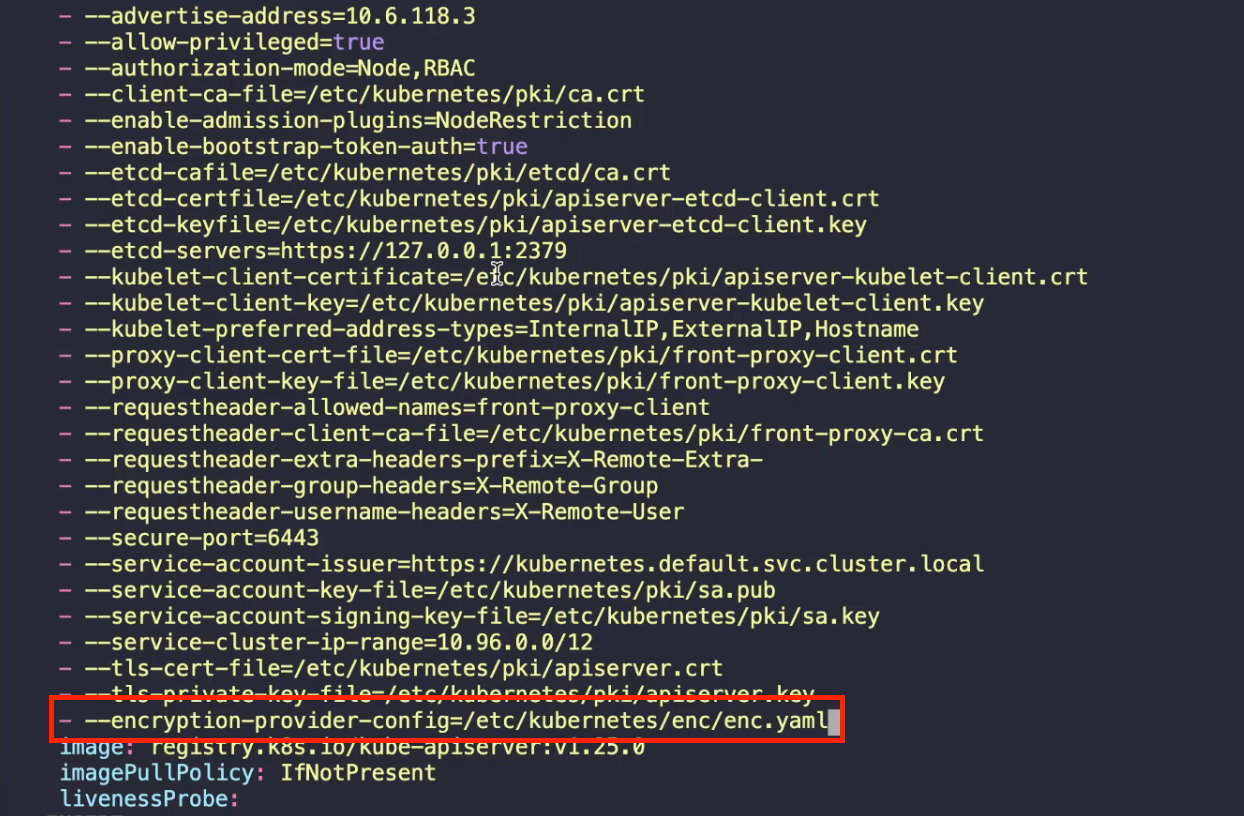 - --advertise-address=10.6.118.3
- --allow-privileged=true
- --authorization-mode=Node,RBAC
- --client-ca-file=/etc/kubernetes/pki/ca.crt
- --enable-admission-plugins=NodeRestriction
- --enable-bootstrap-token-auth=true
- --etcd-cafile=/etc/kubernetes/pki/etcd/ca.crt
- --etcd-certfile=/etc/kubernetes/pki/apiserver-etcd-client.crt
- --etcd-keyfile=/etc/kubernetes/pki/apiserver-etcd-client.key
- --etcd-servers=https://127.0.0.1:2379
- --kubelet-client-certificate=/etc/kubernetes/pki/apiserver-kubelet-client.crt
- --kubelet-client-key=/etc/kubernetes/pki/apiserver-kubelet-client.key
- --kubelet-preferred-address-types=InternalIP,ExternalIP,Hostname
- --proxy-client-cert-file=/etc/kubernetes/pki/front-proxy-client.crt
- --proxy-client-key-file=/etc/kubernetes/pki/front-proxy-client.key
- --requestheader-allowed-names=front-proxy-client
- --requestheader-client-ca-file=/etc/kubernetes/pki/front-proxy-ca.crt
- --requestheader-extra-headers-prefix=X-Remote-Extra-
- --requestheader-group-headers=X-Remote-Group
- --requestheader-username-headers=X-Remote-User
- --secure-port=6443
- --service-account-issuer=https://kubernetes.default.svc.cluster.local
- --service-account-key-file=/etc/kubernetes/pki/sa.pub
- --service-account-signing-key-file=/etc/kubernetes/pki/sa.key
- --service-cluster-ip-range=10.96.0.0/12
- --tls-cert-file=/etc/kubernetes/pki/apiserver.crt
- --tls-private-key-file=/etc/kubernetes/pki/apiserver.key
- --encryption-provider-config=/etc/kubernetes/enc/enc.yaml
image: registry.k8s.io/kube-apiserver:v1.25.0
imagePullPolicy: IfNotPresent
livenessProbe: